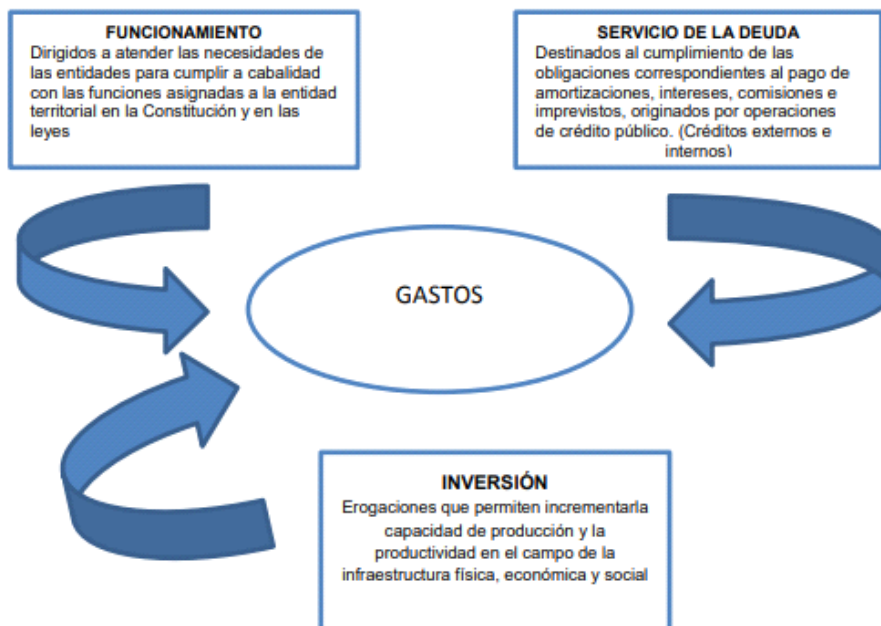 FUNCIONAMIENTO
Dirigidos a atender las necesidades de
las entidades para cumplir a cabalidad
con las funciones asignadas a la entidad
territorial en la Constitución y en las
leyes
SERVICIO DE LA DEUDA
Destinados al cumplimiento de las
obligaciones correspondientes al pago de
amortizaciones, intereses, comisiones e
imprevistos, originados por operaciones
de crédito público. (Créditos externos e
internos)
GASTOS
INVERSIÓN
Erogaciones que permiten incrementarla
capacidad de producción y la
productividad en el campo de la
infraestructura física, económica y social